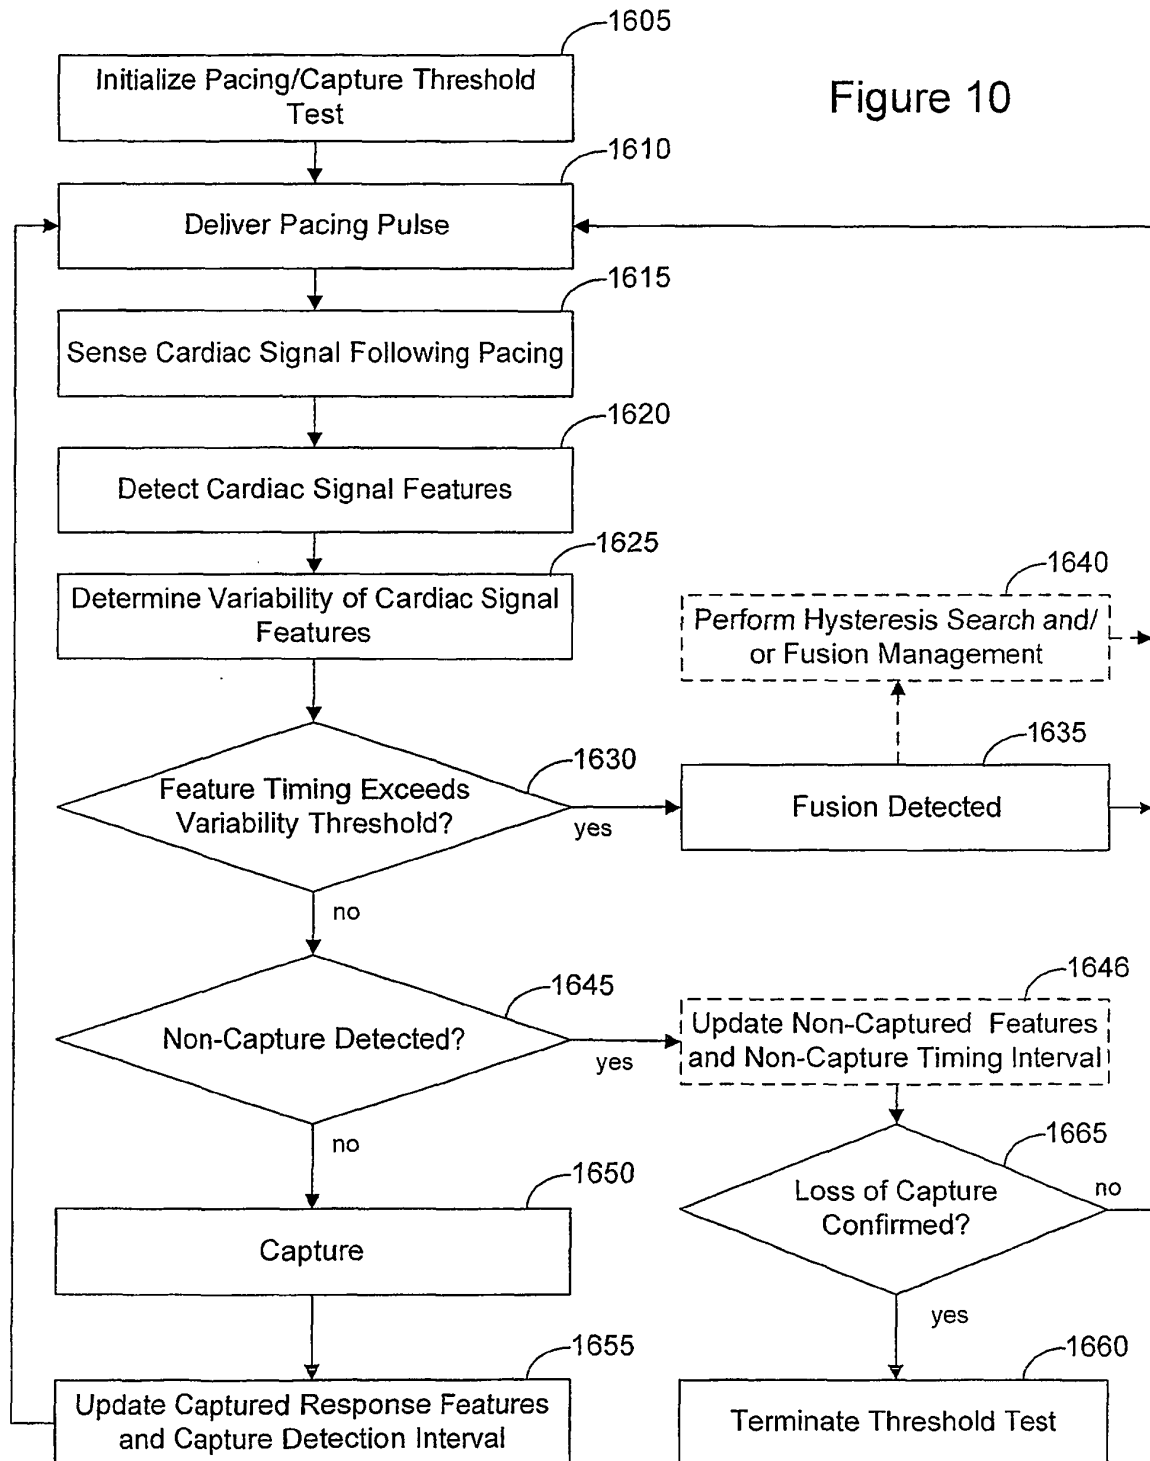 1605
Initialize Pacing/Capture Threshold
Test
Figure 10
1610
Deliver Pacing Pulse
1615
Sense Cardiac Signal Following Pacing
1620
Detect Cardiac Signal Features
1625
Determine Variability of Cardiac Signal
Features
1640
Perform Hysteresis Search and/
or Fusion Management
1630
Feature Timing Exceeds
Variability Threshold?
yes
1635
Fusion Detected
no
1645
Non-Capture Detected?
yes
1646
Update Non-Captured Features
and Non-Capture Timing Interval
no
1665
Loss of Capture
Confirmed?
no
1650
Capture
yes
1655
Update Captured Response Features
and Capture Detection Interval
1660
Terminate Threshold Test